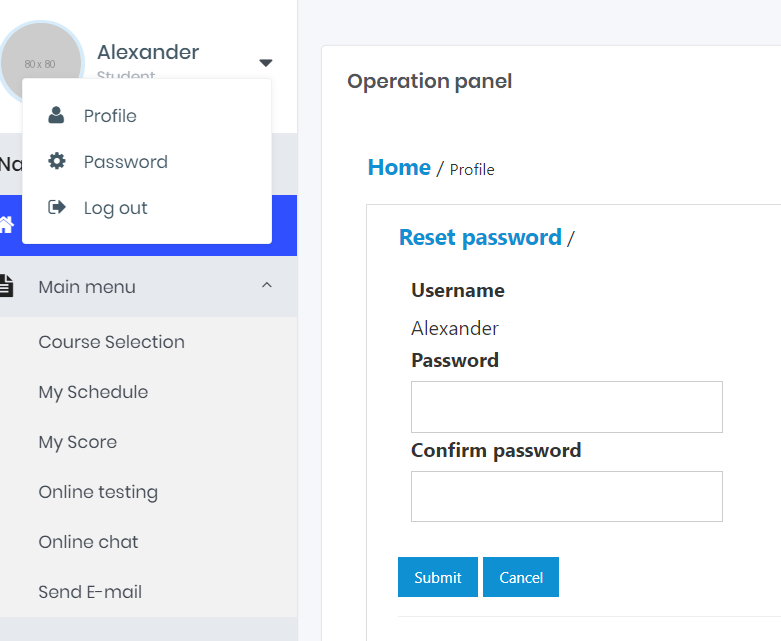 80 x 80
Alexander
Student
Profile
Password
Log out
Na
Main menu
Course Selection
My Schedule
My Score
Online testing
Online chat
Send E-mail
Operation panel
Home / Profile
Reset password /
Username
Alexander
Password
Confirm password
Submit Cancel